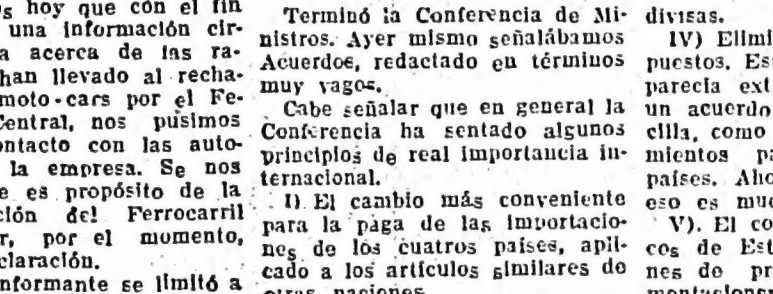 s hoy que con el fin
una información cir-
a acerca de las ra-
han llevado al recha-
moto-cars por el Fe-
Central, nos pusimos
ontacto con las auto-
la empresa. Se nos
e es propósito de la
ción del Ferrocarril
r, por el momento,
claración.
nformante se limitó a
Terminó la Conferencia de Mi-
nistros. Ayer mismo señalábamos
Acuerdos, redactado en términos
muy vagos.
Cabe señalar que en general la
Conferencia ha sentado algunos
principios de real importancia in-
ternacional.
I) El cambio más conveniente
para la paga de las importacio-
nes de los cuatros países, apli-
cado a los artículos similares de
otras naciones
divisas.
IV) Elimi
puestos. Es
parecía ext
un acuerdo
cilla, como
mientos pa
países. Aho
eso es muc
V). El co
cos de Est
nes de pr